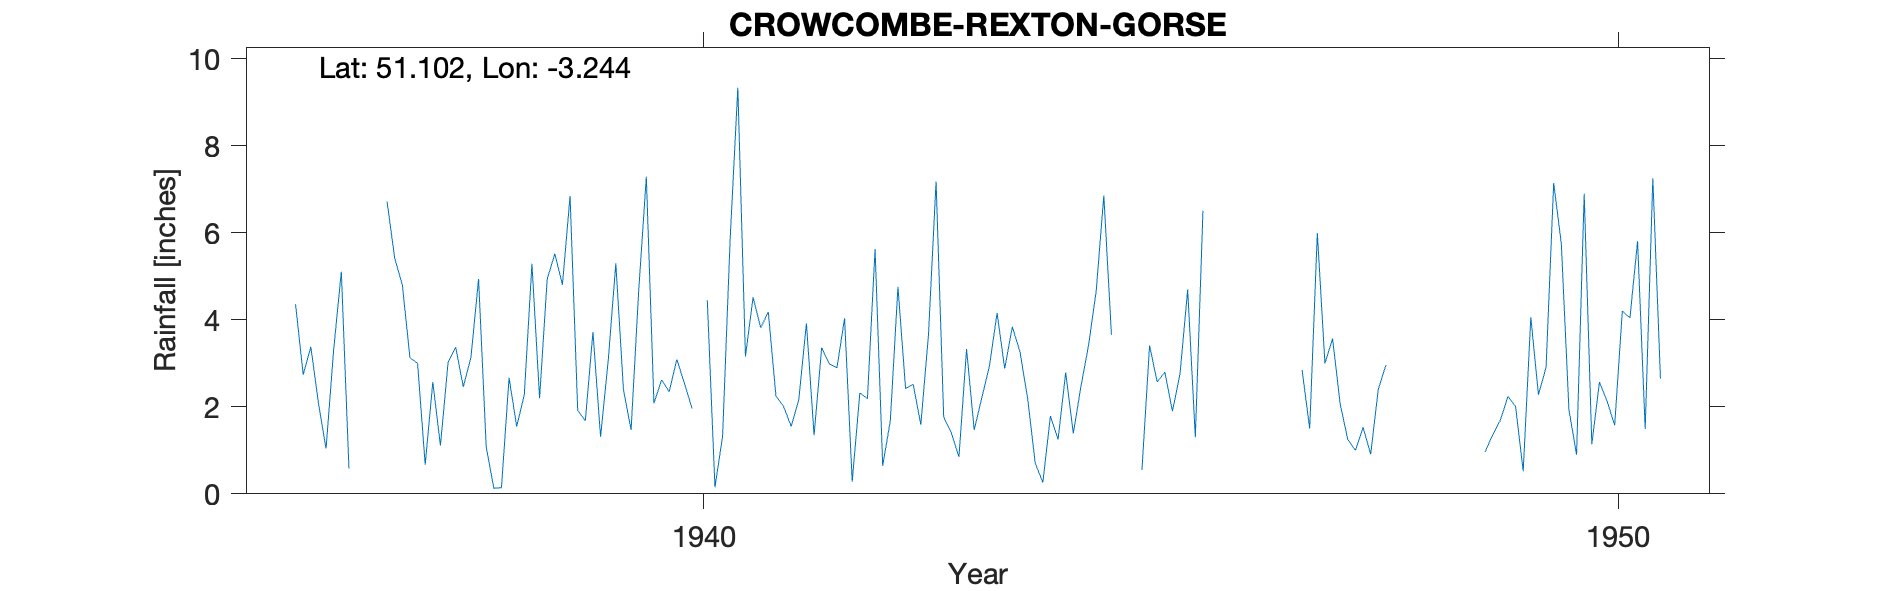 CROWCOMBE-REXTON-GORSE
Lat: 51.102, Lon: -3.244
10
8
6
4
2
0
Rainfall [inches]
1940
1950
Year